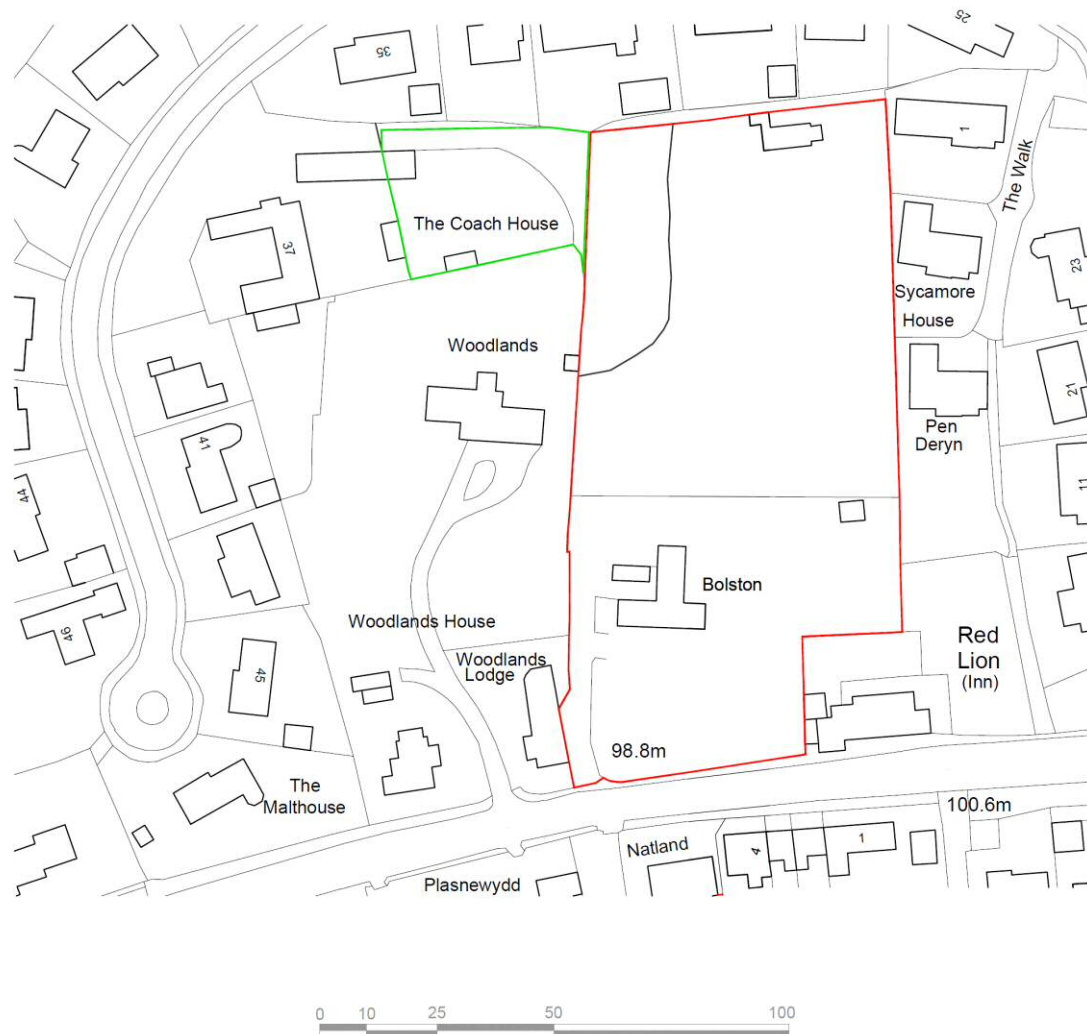 25
35
1
The Walk
The Coach House
37
23
Sycamore
House
Woodlands
21
Pen
Deryn
41
44
11
Bolston
Woodlands House
46
Red
Lion
(Inn)
Woodlands
Lodge
45
98.8m
The
Malthouse
100.6m
Natland
4
1
Plasnewydd
0 10 25 50 100